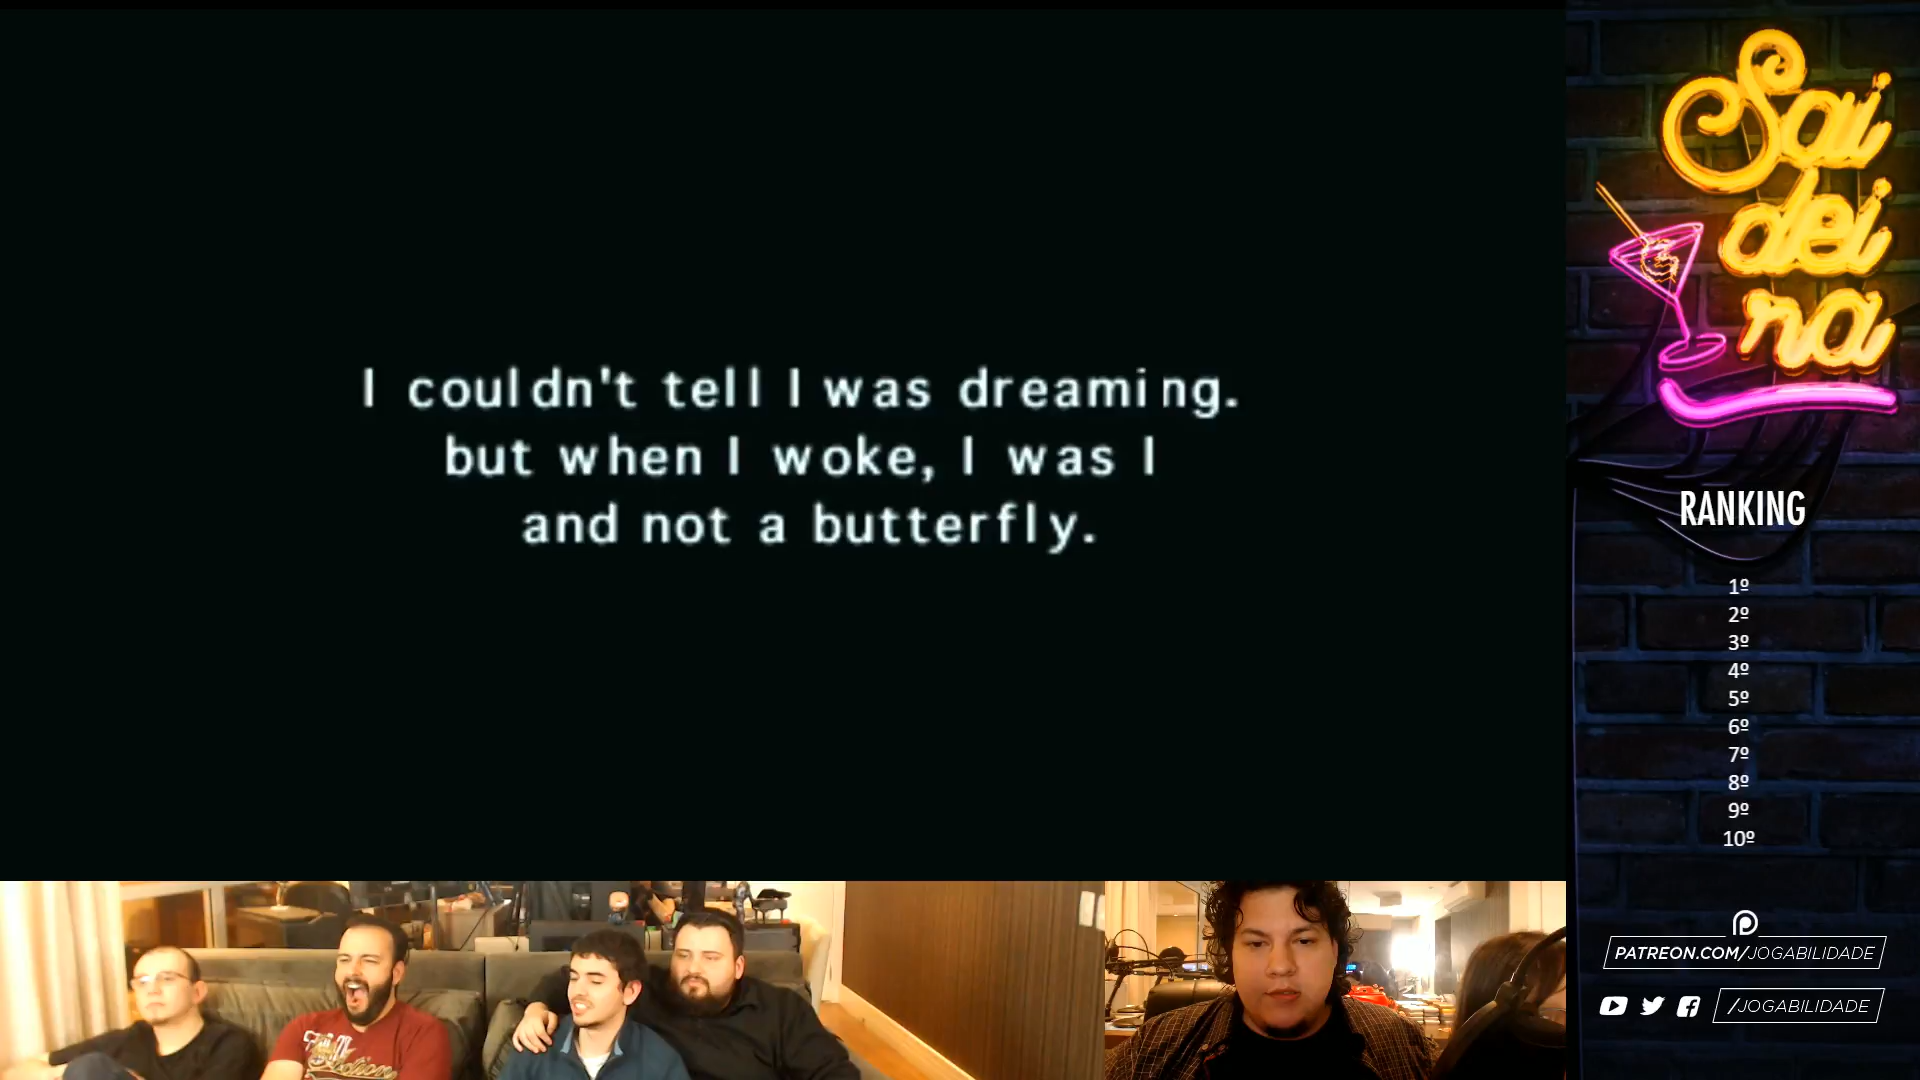 I couldn't tell I was dreaming.
but when I woke, I was I
and not a butterfly.
Sai
dei
ra
RANKING
1º
2º
3º
4º
5º
6º
7º
8º
9º
10º
PATREON.COM/JOGABILIDADE
/JOGABILIDADE